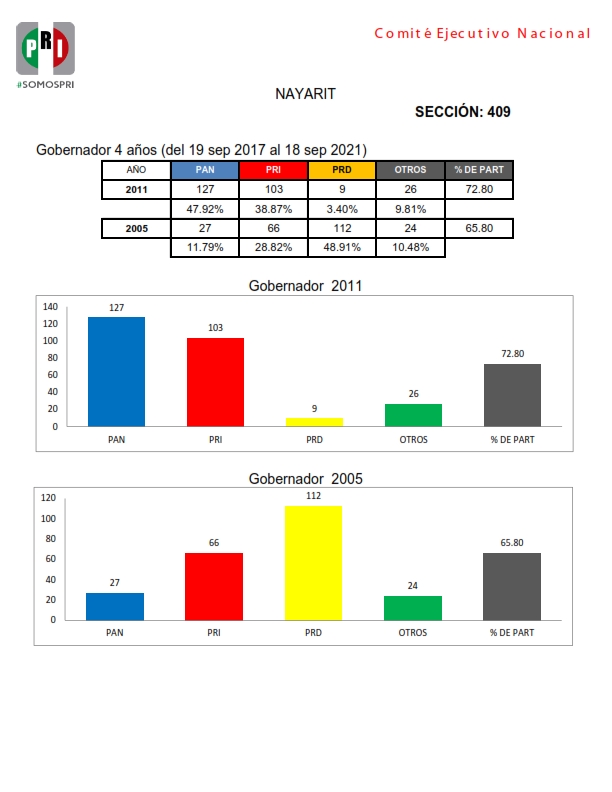 Comité Ejecutivo Nacional
PRI
#SOMOSPRI
NAYARIT
SECCIÓN: 409
Gobernador 4 años (del 19 sep 2017 al 18 sep 2021)
AÑO PAN PRI PRD OTROS % DE PART
2011 127 103 9 26 72.80
47.92% 38.87% 3.40% 9.81%
2005 27 66 112 24 65.80
11.79% 28.82% 48.91% 10.48%
Gobernador 2011
140
120
100
80
60
40
20
0
127
103
9
26
72.80
PAN PRI PRD OTROS % DE PART
Gobernador 2005
120
100
80
60
40
20
0
27
66
112
24
65.80
PAN PRI PRD OTROS % DE PART